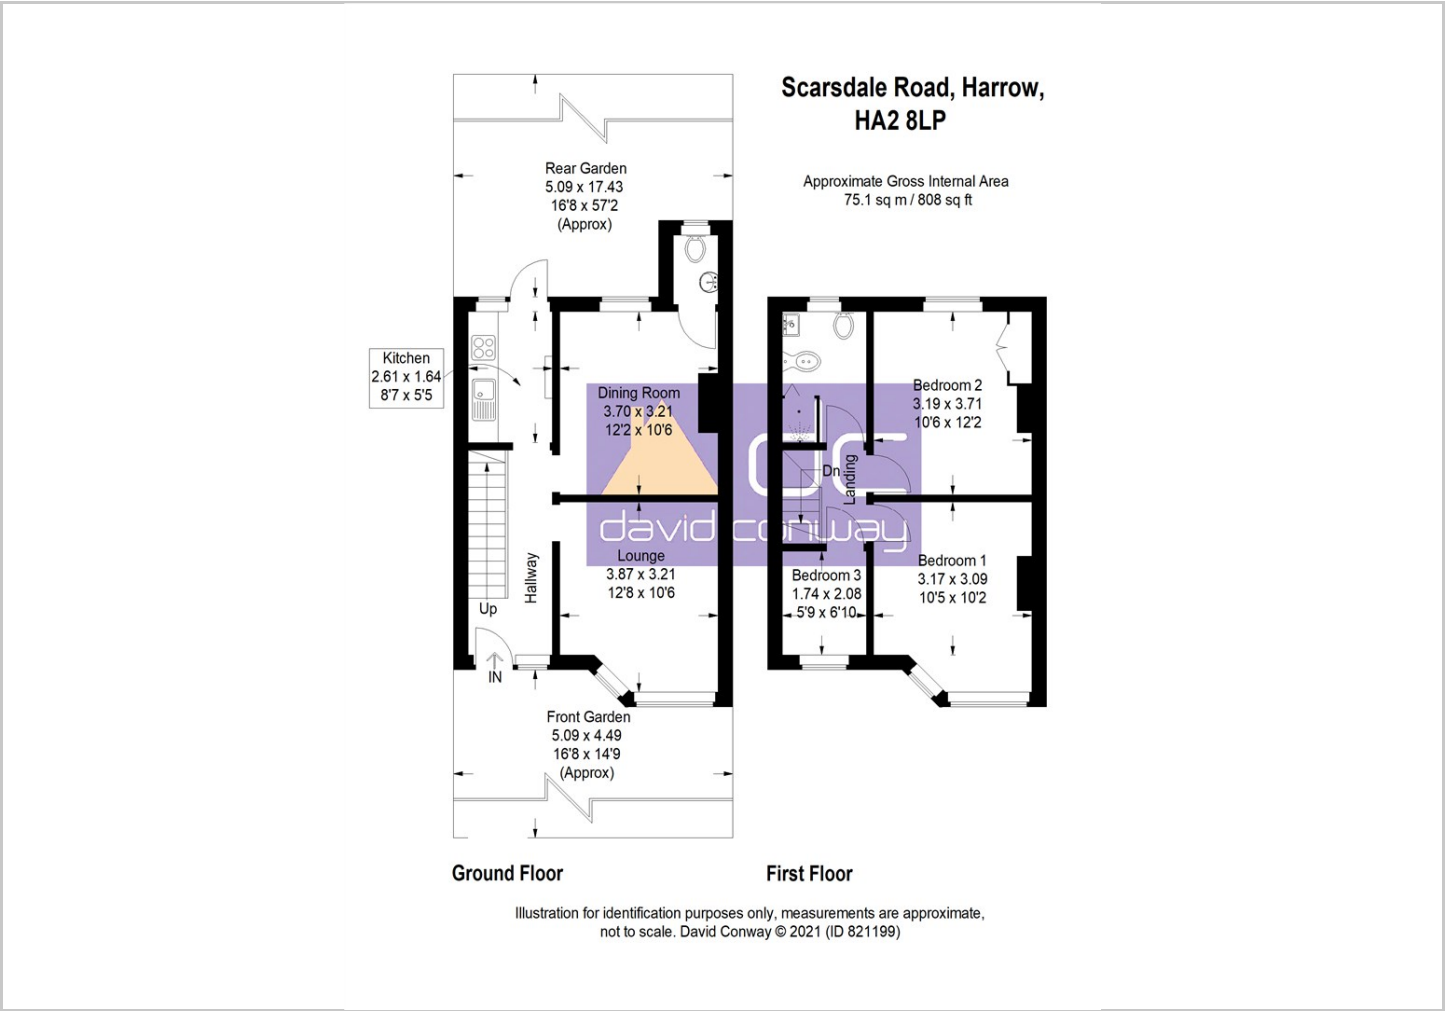 Scarsdale Road, Harrow,
HA2 8LP
Approximate Gross Internal Area
75.1 sq m / 808 sq ft
Rear Garden
5.09 x 17.43
16'8 x 57'2
(Approx)
Kitchen
2.61 x 1.64
8'7 x 5'5
Dining Room
3.70 x 3.21
12'2 x 10'6
Bedroom 2
3.19 x 3.71
10'6 x 12'2
Dn
Landing
DC
david conway
Lounge
3.87 x 3.21
12'8 x 10'6
Hallway
Up
IN
Bedroom 3
1.74 x 2.08
5'9 x 6'10
Bedroom 1
3.17 x 3.09
10'5 x 10'2
Front Garden
5.09 x 4.49
16'8 x 14'9
(Approx)
Ground Floor
First Floor
Illustration for identification purposes only, measurements are approximate,
not to scale. David Conway © 2021 (ID 821199)